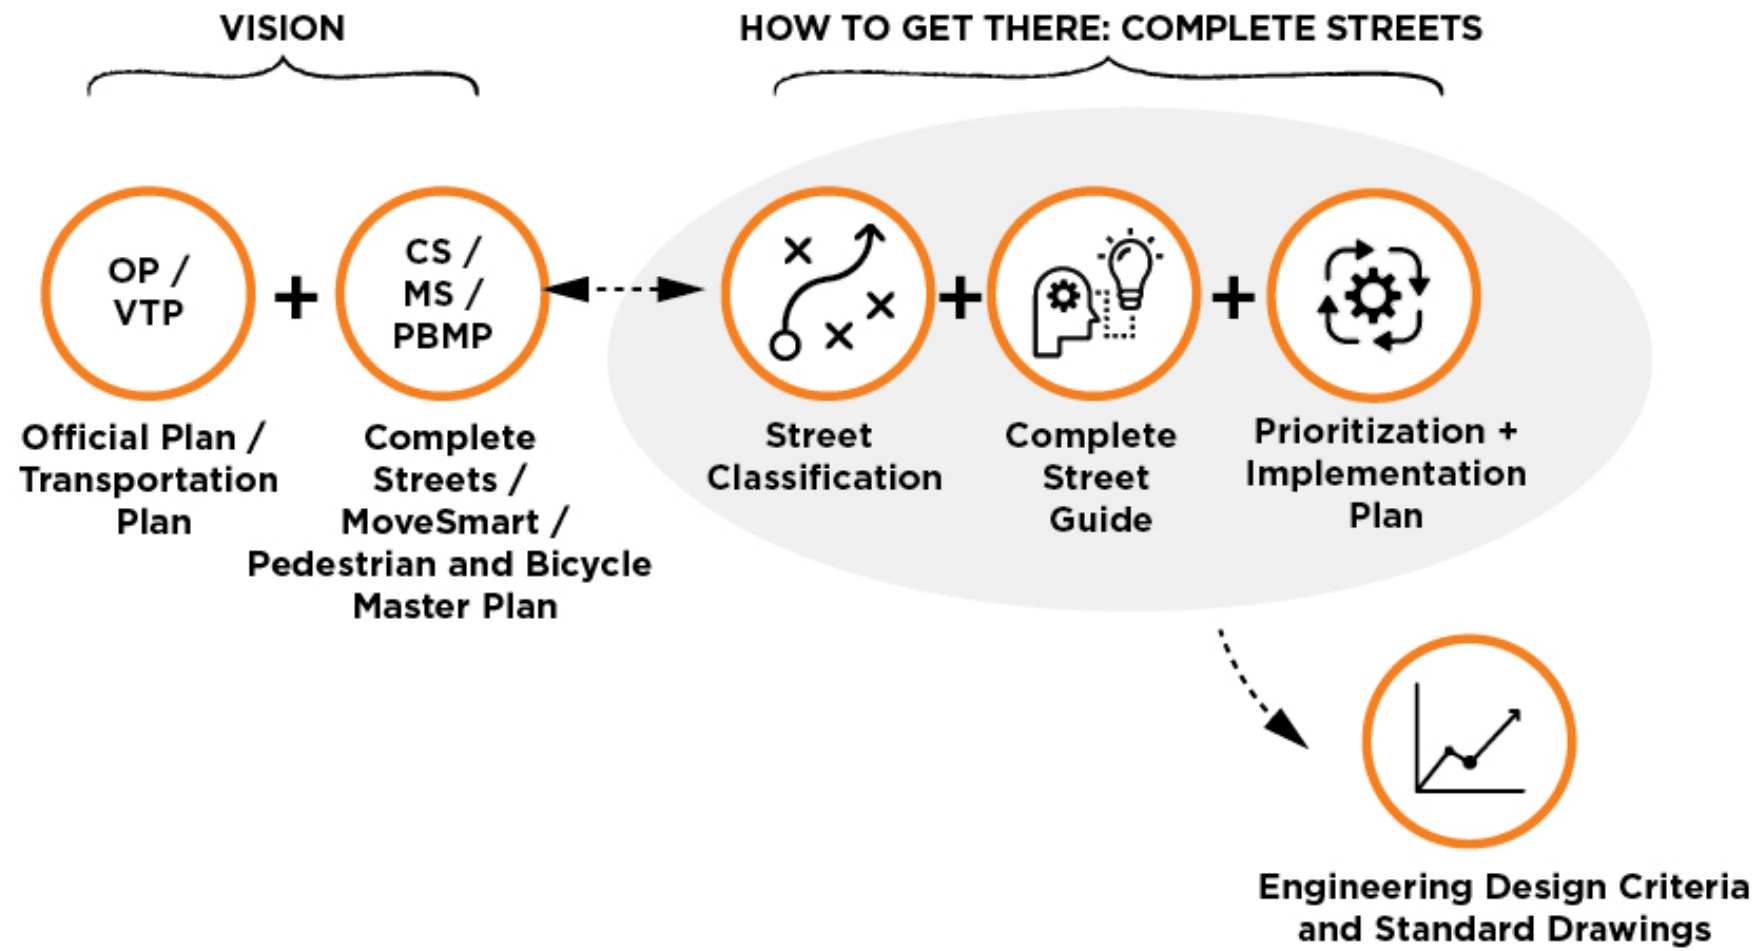 VISION
HOW TO GET THERE: COMPLETE STREETS
OP /
VTP
+
CS /
MS /
PBMP
+
+
Official Plan /
Transportation
Plan
Complete
Streets /
MoveSmart /
Pedestrian and Bicycle
Master Plan
Street
Classification
Complete
Street
Guide
Prioritization +
Implementation
Plan
Engineering Design Criteria
and Standard Drawings